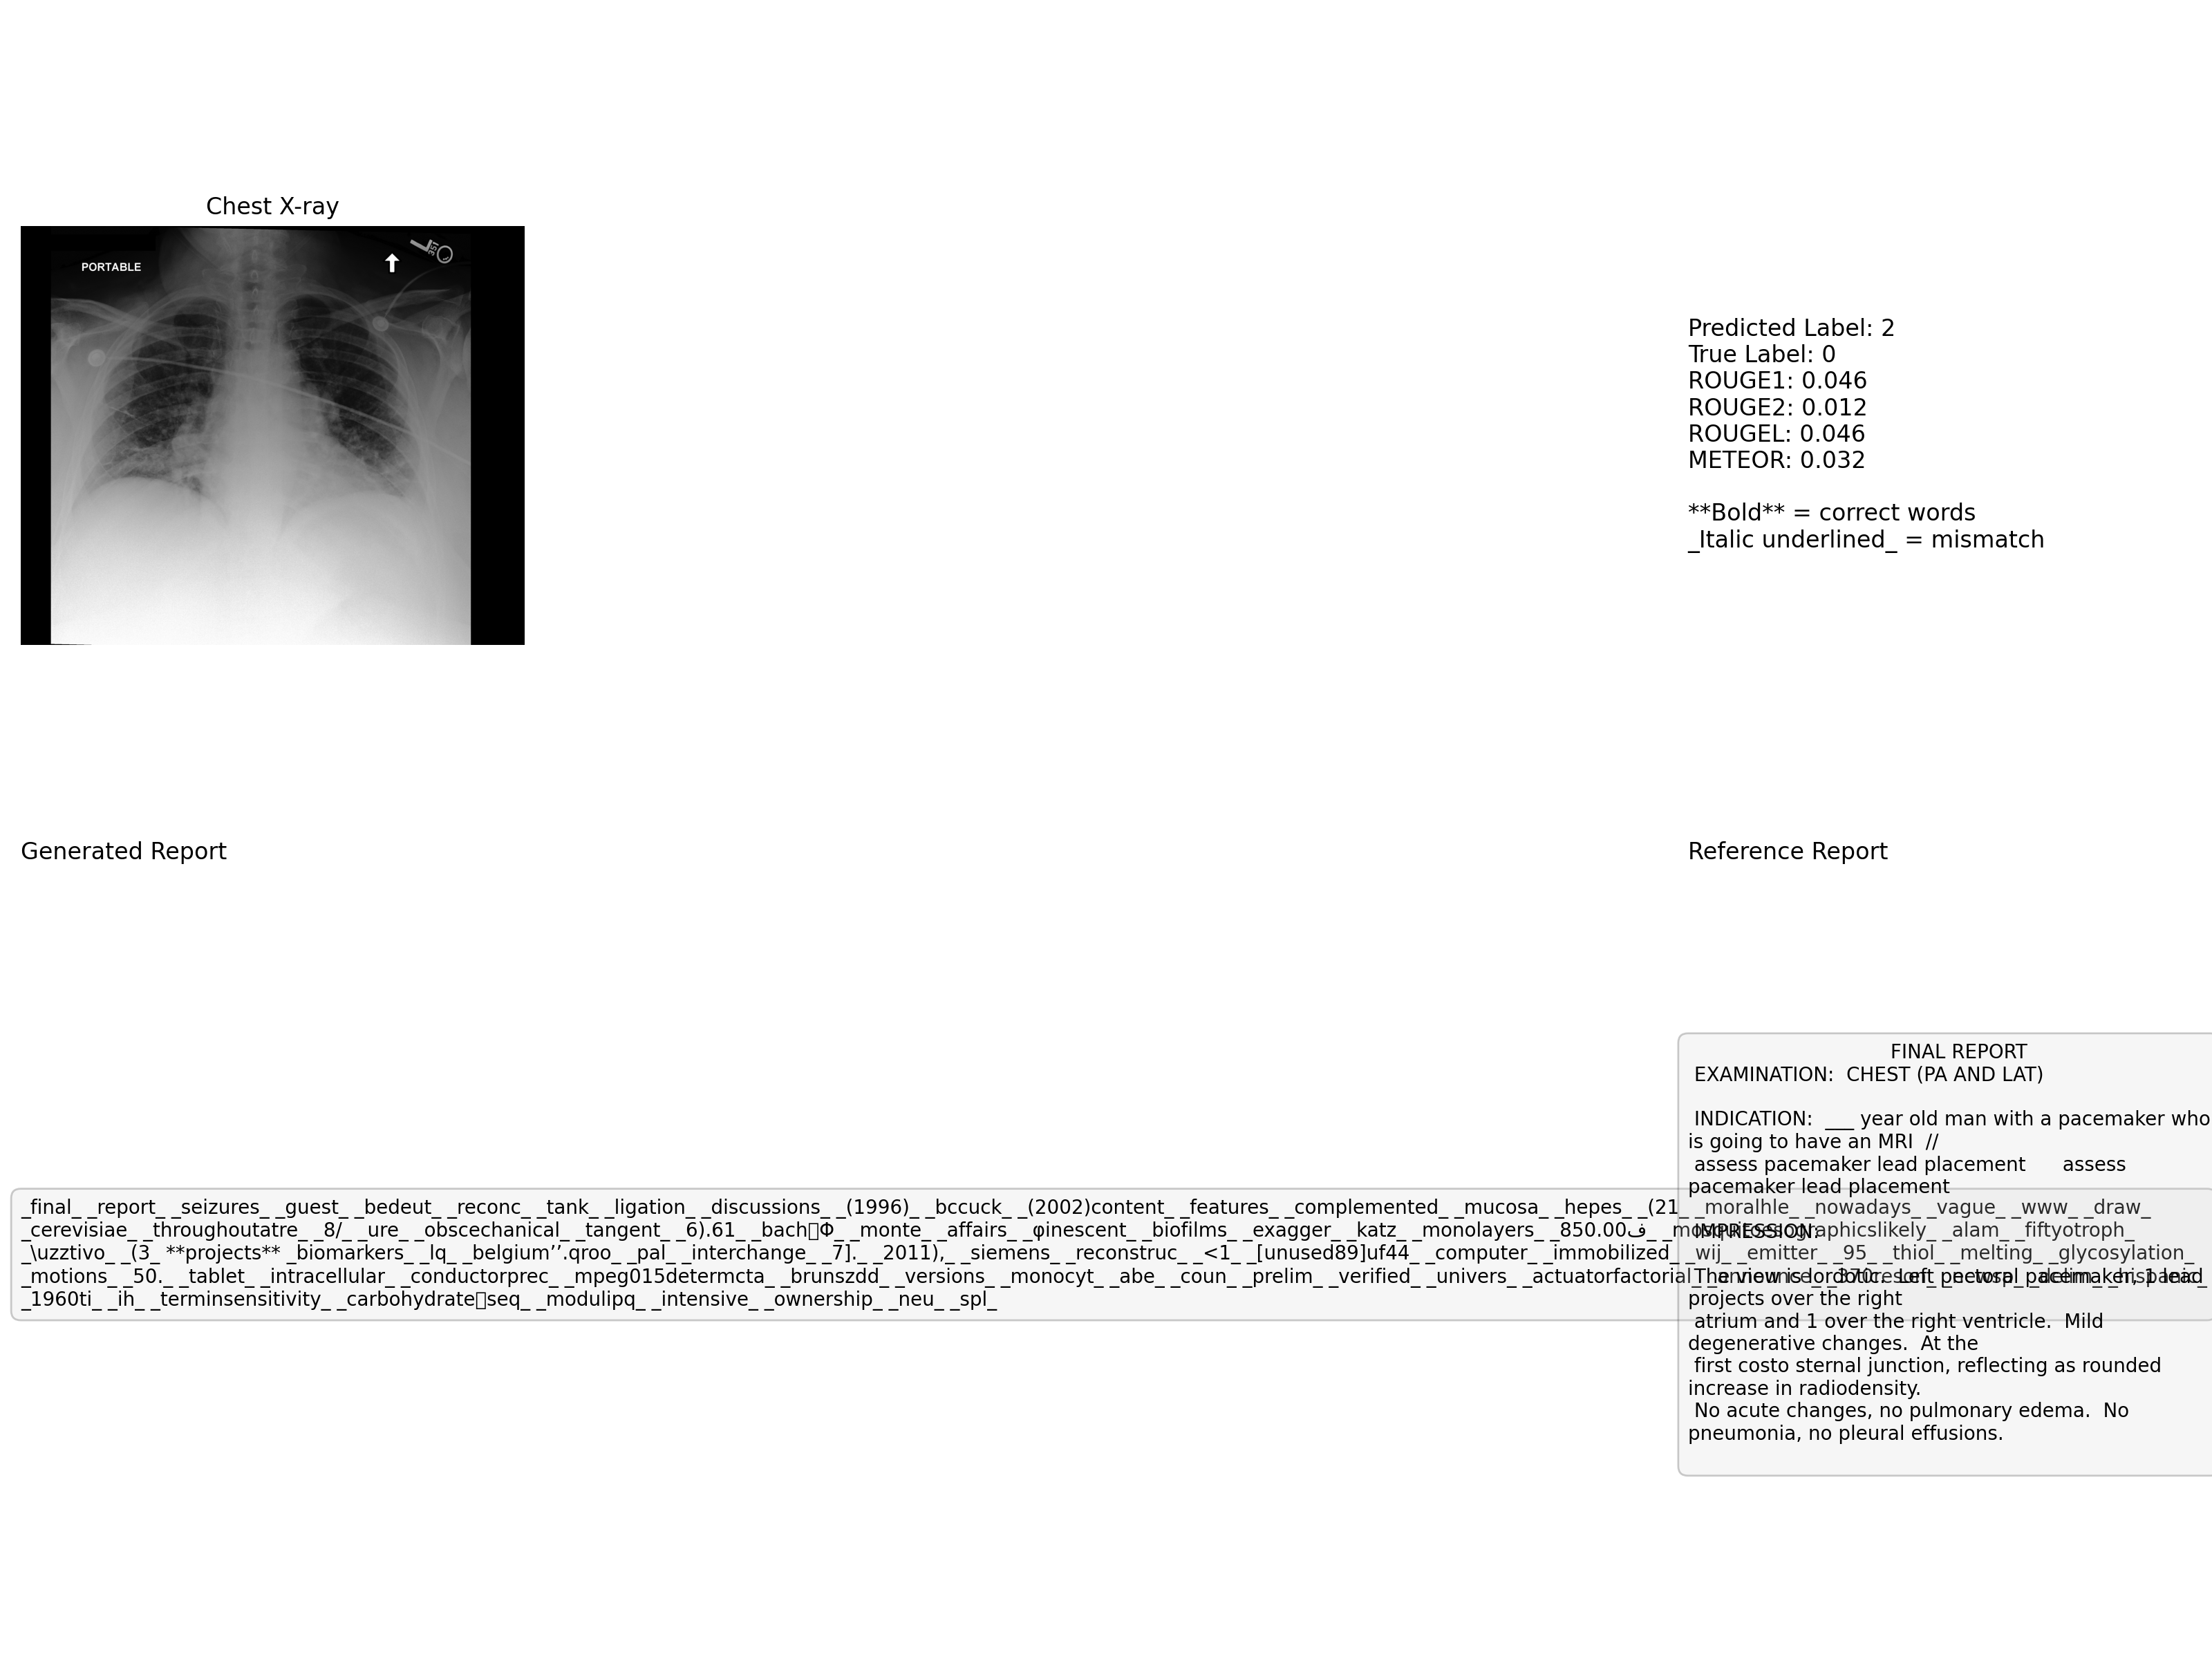 Chest X-ray
PORTABLE
L
Predicted Label: 2
True Label: 0
ROUGE1: 0.046
ROUGE2: 0.012
ROUGEL: 0.046
METEOR: 0.032
**Bold** = correct words
_Italic underlined_ = mismatch
Generated Report
_final_ _report_ _seizures_ _guest_ _bedeut_ _reconc_ _tank_ _ligation_ _discussions_ _(1996)_ _bccuck_ _(2002)content_ _features_ _complemented_ _mucosa_ _hepes_ _(21_ _moralhle_ _nowadays_ _vague_ _www_ _draw_
_cerevisiae_ _throughoutatre_ _8/_ _ure_ _obscechanical_ _tangent_ _6).61_ _bach Φ_ _monte_ _affairs_ _φinescent_ _biofilms_ _exagger_ _katz_ _monolayers_ _850.00ف_ _alam_ _fiftyotroph_
_\uzztivo_ _(3_ **projects** _biomarkers_ _lq_ _belgium’’.qroo_ _pal_ _interchange_ _7]._ _2011),_ _siemens_ _reconstruc_ _<1_ _[unused89]uf44_ _computer_ _immobilized_ _wij_ _emitter_ _95_ _thiol_ _melting_ _glycosylation_
_motions_ _50._ _tablet_ _intracellular_ _conductorprec_ _mpeg015determcta_ _brunszdd_ _versions_ _monocyt_ _abe_ _coun_ _prelim_ _verified_ _univers_ _actuatorfactorial_
_1960ti_ _ih_ _terminsensitivity_ _carbohydrate seq_ _modulipq_ _intensive_ _ownership_ _neu_ _spl_
Reference Report
FINAL REPORT
EXAMINATION:  CHEST (PA AND LAT)
INDICATION:  ___ year old man with a pacemaker who
is going to have an MRI  //
assess pacemaker lead placement      assess
pacemaker lead placement
IMPRESSION:
The view is lordotic.  Left pectoral pacemaker, 1 lead
projects over the right
atrium and 1 over the right ventricle.  Mild
degenerative changes.  At the
first costo sternal junction, reflecting as rounded
increase in radiodensity.
No acute changes, no pulmonary edema.  No
pneumonia, no pleural effusions.